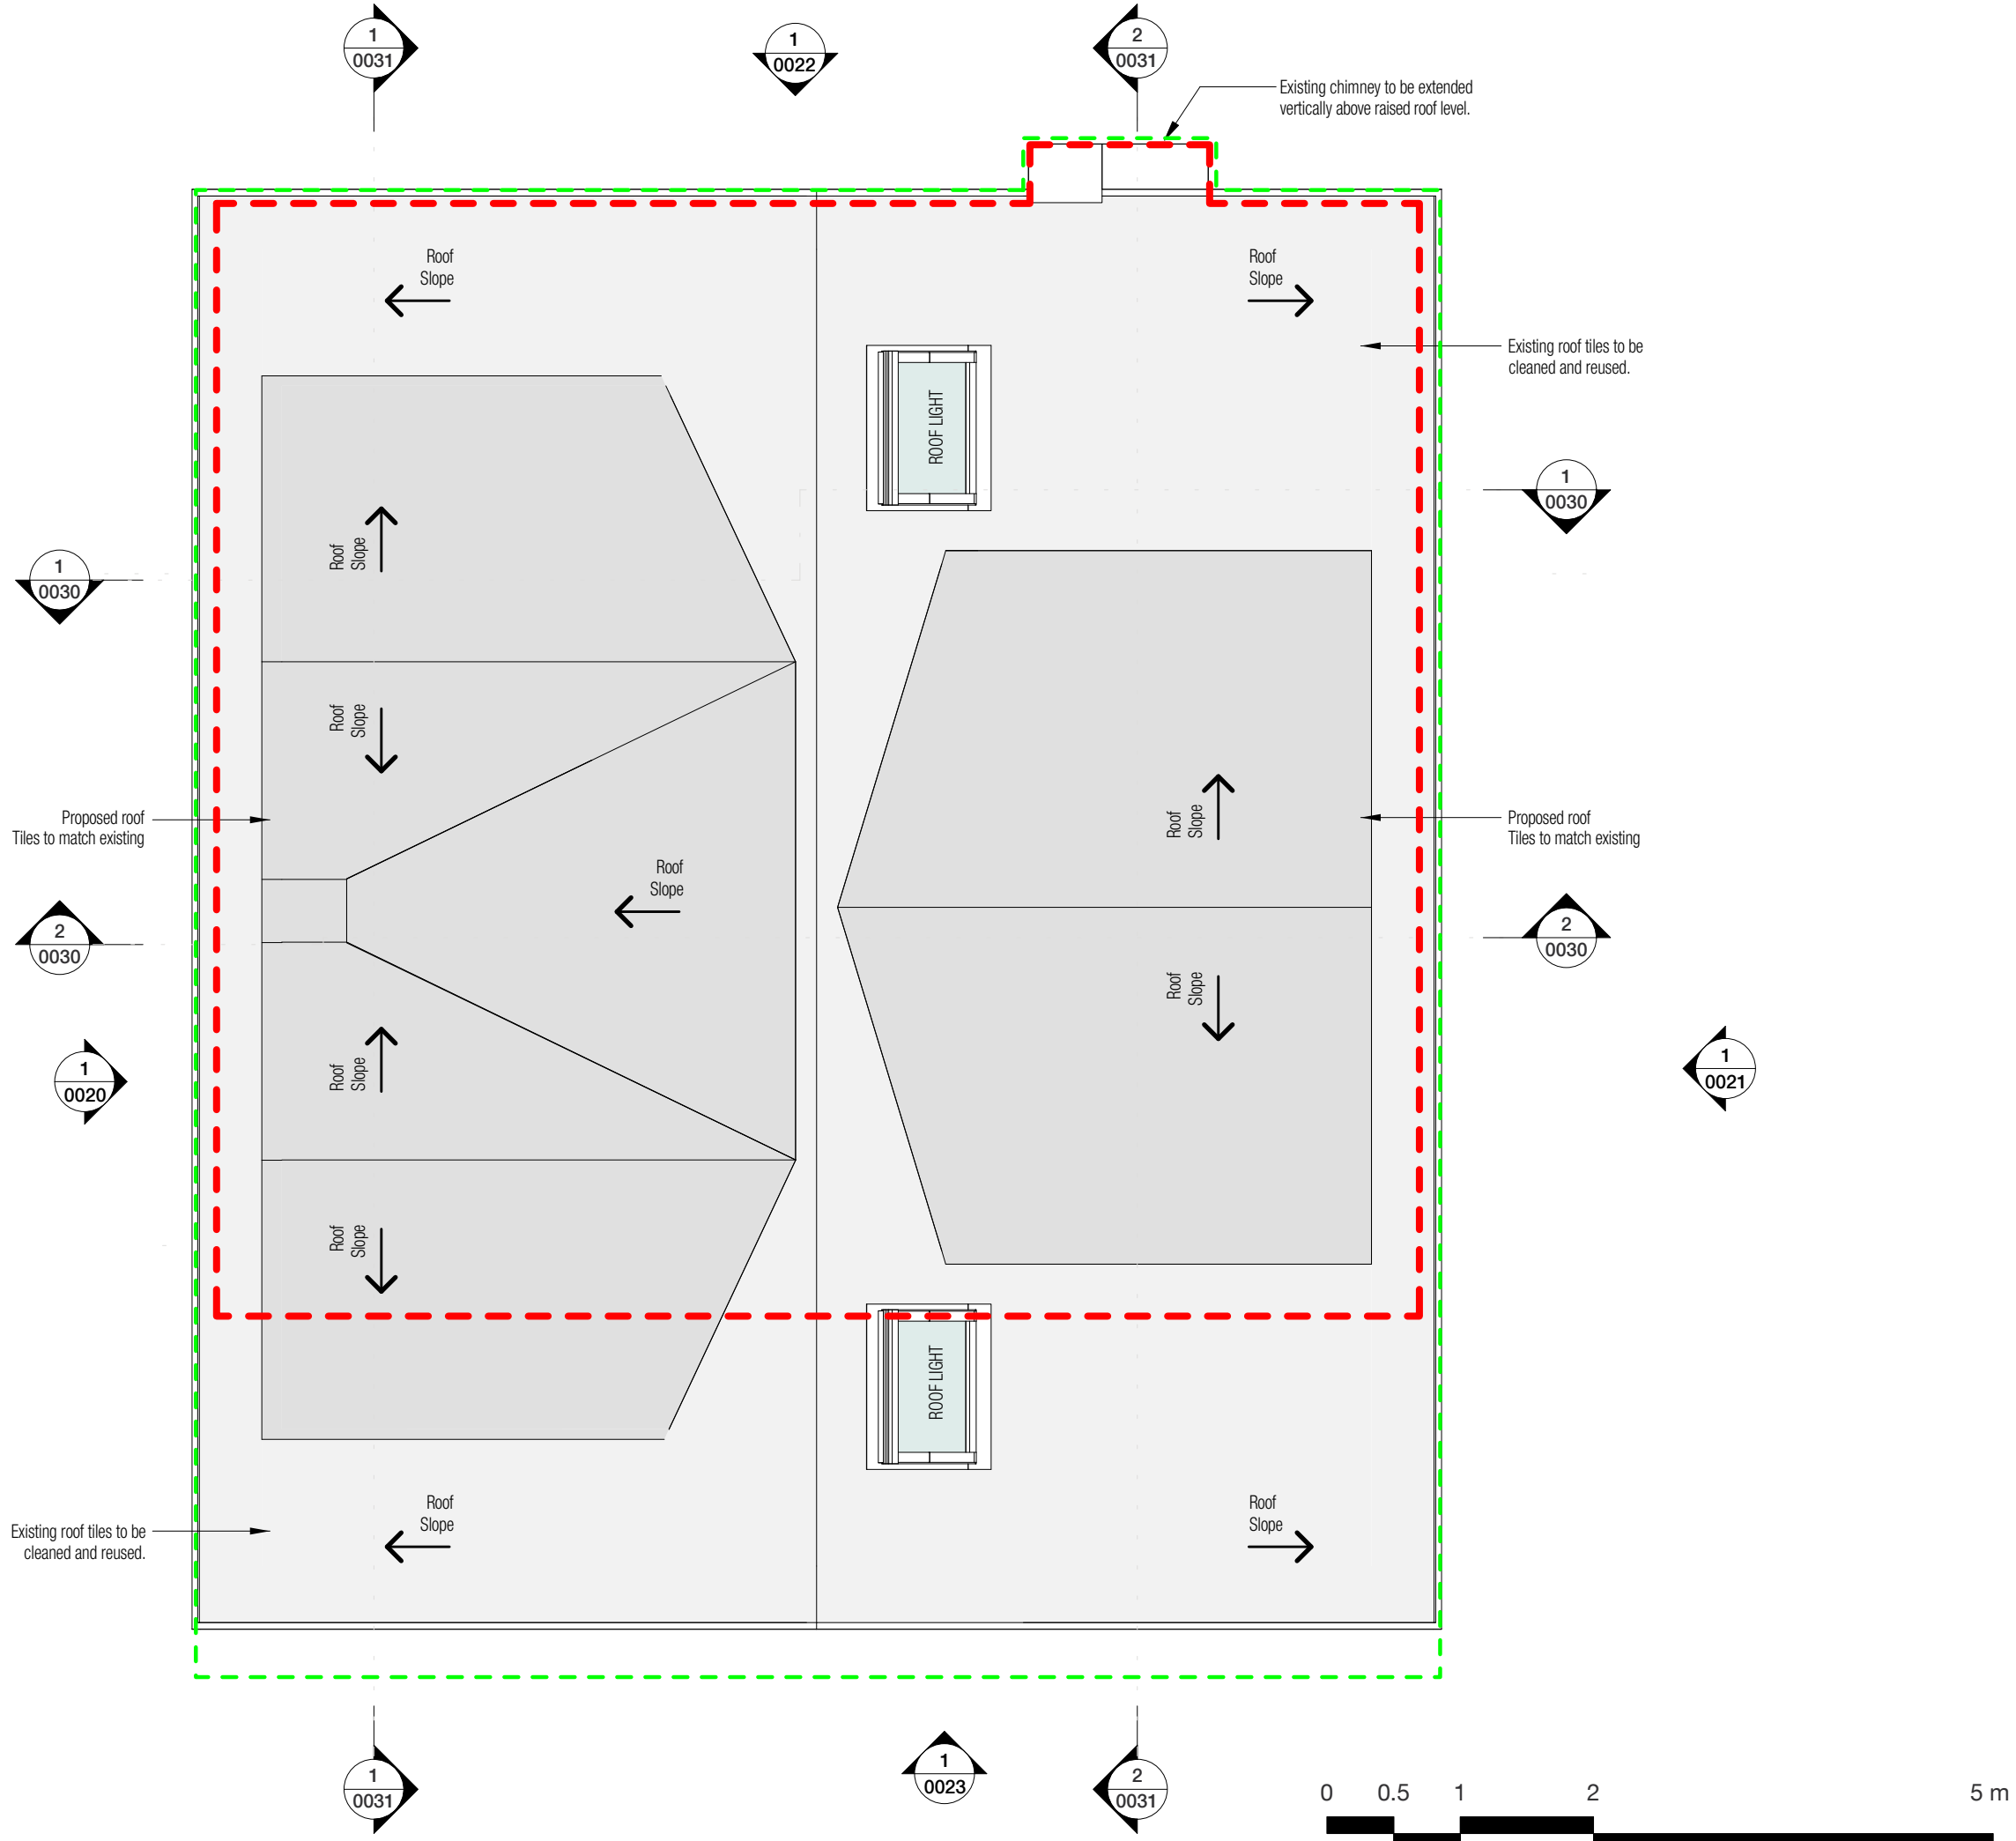 1
0031
1
0022
2
0031
Existing chimney to be extended
vertically above raised roof level.
Roof
Slope
Roof
Slope
Existing roof tiles to be
cleaned and reused.
ROOF LIGHT
1
0030
Roof
Slope
1
0030
Roof
Slope
Proposed roof
Tiles to match existing
Roof
Slope
Proposed roof
Tiles to match existing
Roof
Slope
2
0030
2
0030
Roof
Slope
1
0020
Roof
Slope
1
0021
Roof
Slope
ROOF LIGHT
Roof
Slope
Roof
Slope
Existing roof tiles to be
cleaned and reused.
1
0031
1
0023
2
0031
0 0.5 1 2 5 m